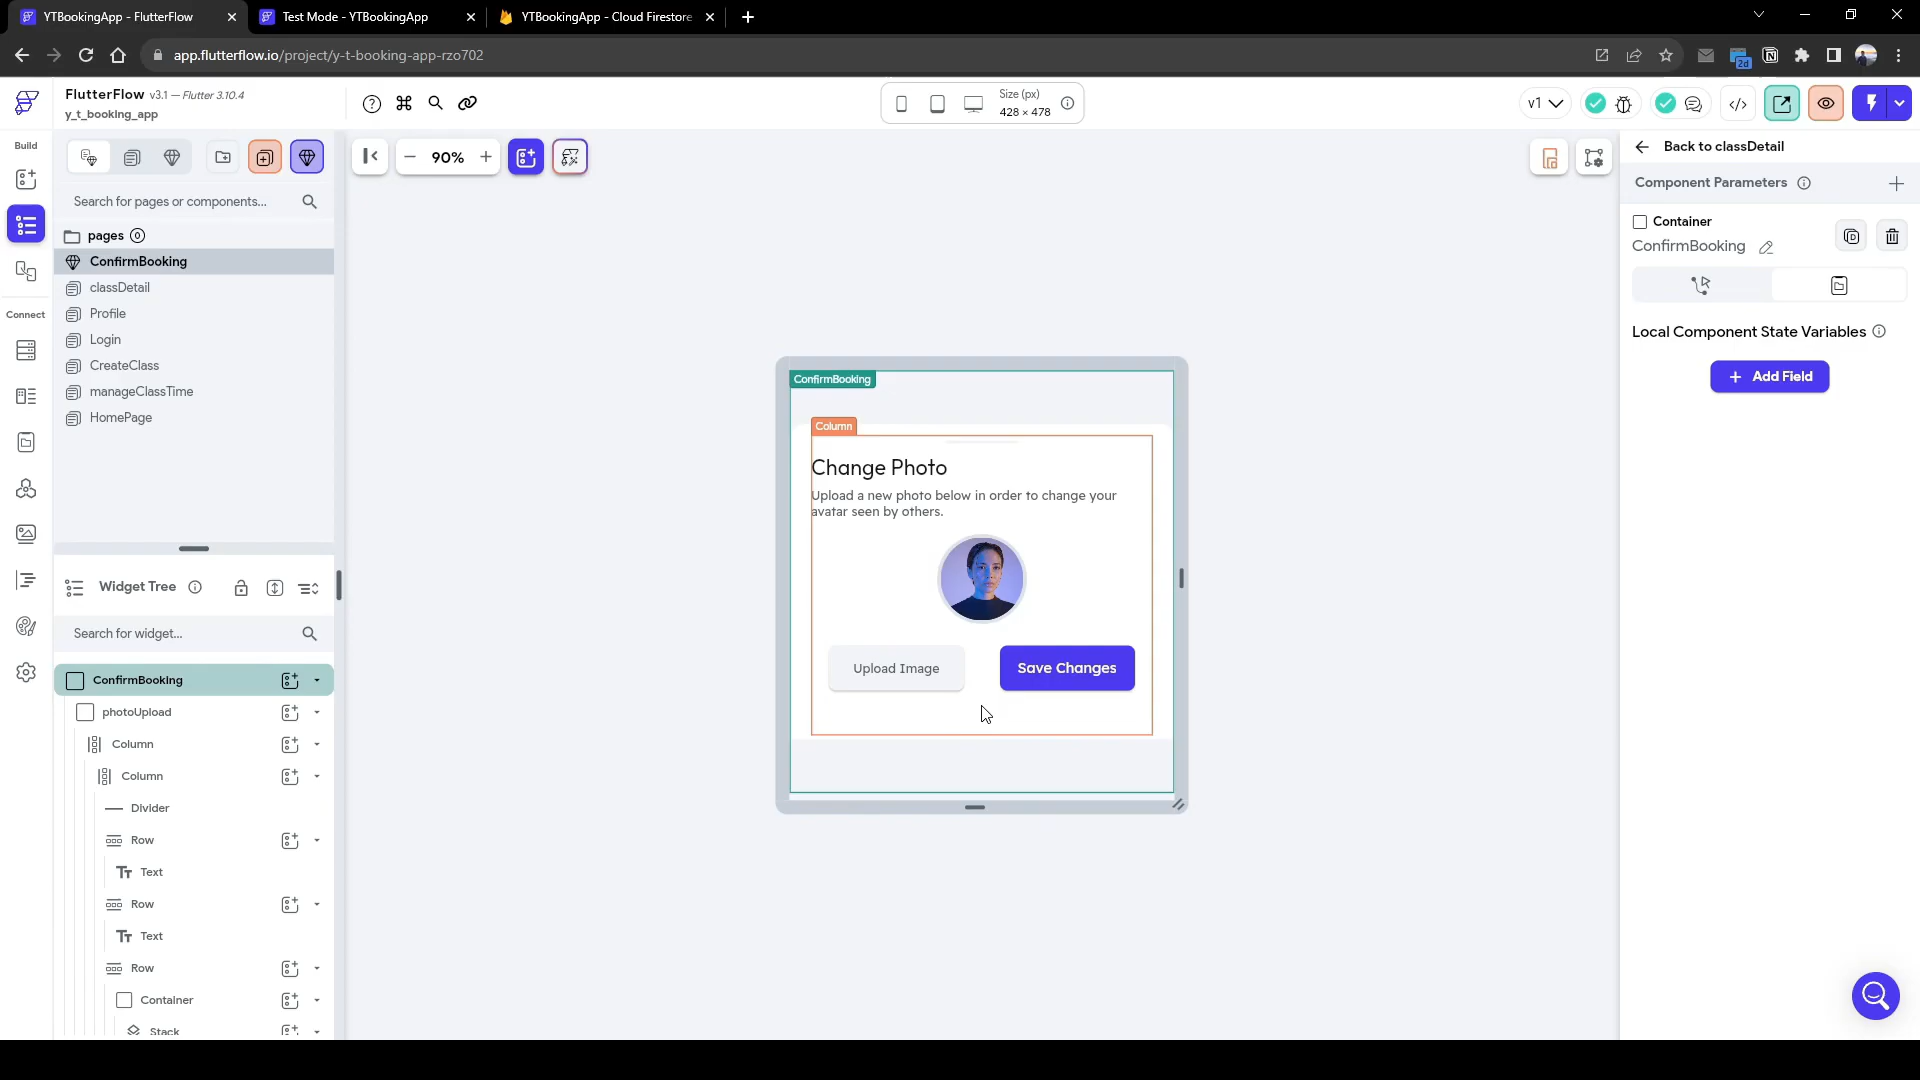 YTBookingApp - FlutterFlow
Test Mode - YTBookingApp
YTBookingApp - Cloud Firestore
app.flutterflow.io/project/y-t-booking-app-rzo702
2d
FlutterFlow v3.1 — Flutter 3.10.4
y_t_booking_app
Size (px)
428 × 478
v1
Build
90%
Back to classDetail
Component Parameters
Search for pages or components...
Container
ConfirmBooking
pages 0
ConfirmBooking
classDetail
Profile
Login
CreateClass
manageClassTime
HomePage
Connect
Local Component State Variables
Add Field
ConfirmBooking
Column
Change Photo
Upload a new photo below in order to change your
avatar seen by others.
Upload Image
Save Changes
Widget Tree
Search for widget...
ConfirmBooking
photoUpload
Column
Column
Divider
Row
Tт Text
Row
Tт Text
Row
Container
Stack